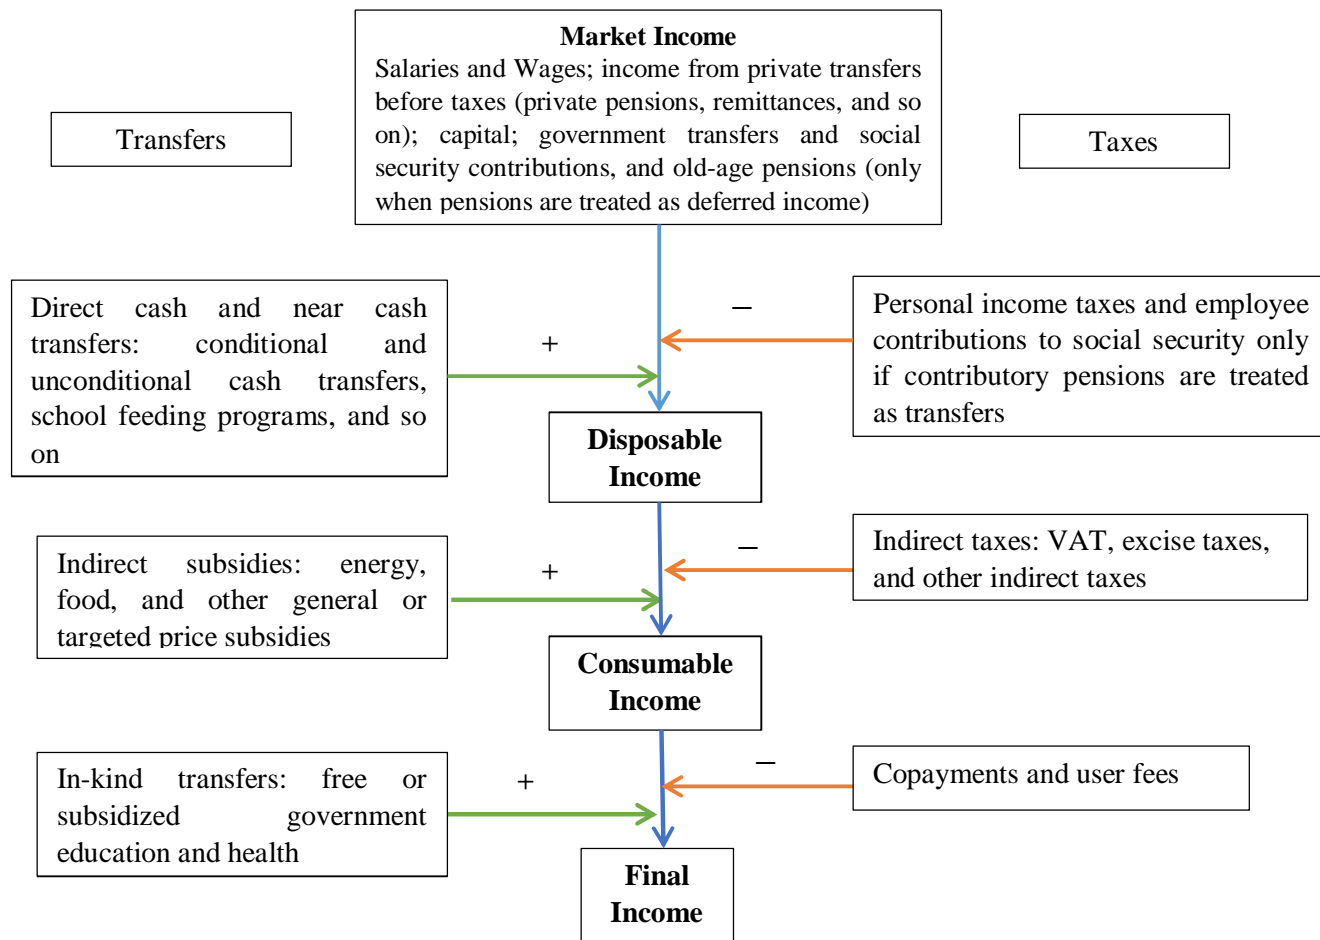 Market Income
Salaries and Wages; income from private transfers
before taxes (private pensions, remittances, and so
on); capital; government transfers and social
security contributions, and old-age pensions (only
when pensions are treated as deferred income)
Transfers
Taxes
Direct cash and near cash
transfers: conditional and
unconditional cash transfers,
school feeding programs, and so
on
+
–
Personal income taxes and employee
contributions to social security only
if contributory pensions are treated
as transfers
Disposable
Income
Indirect subsidies: energy,
food, and other general or
targeted price subsidies
+
–
Indirect taxes: VAT, excise taxes,
and other indirect taxes
Consumable
Income
In-kind transfers: free or
subsidized government
education and health
+
–
Copayments and user fees
Final
Income